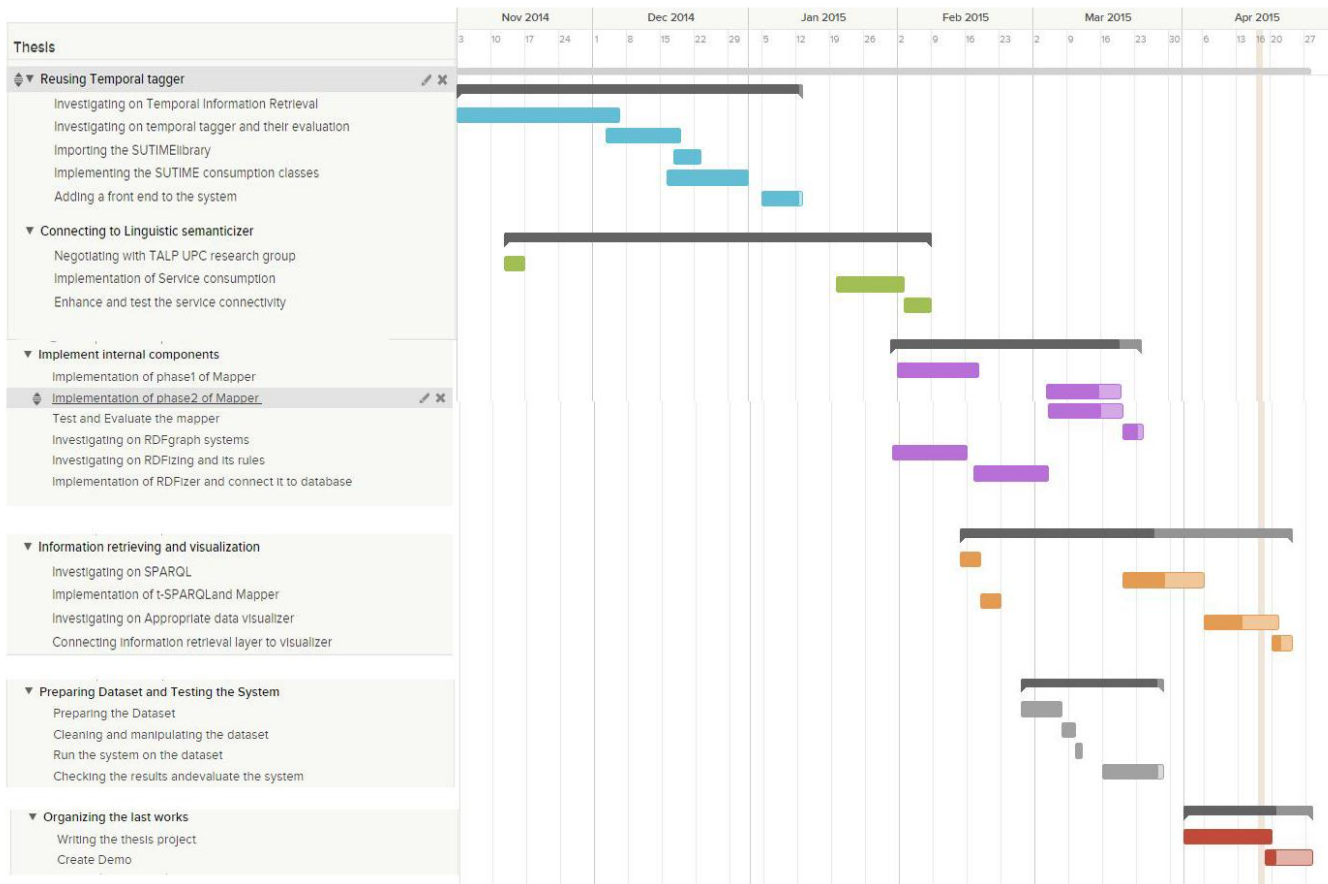 Nov 2014 Dec 2014 Jan 2015 Feb 2015 Mar 2015 Apr 2015
Thesis
3 10 17 24 1 8 15 22 29 5 12 19 26 2 9 16 23 2 9 16 23 30 6 13 16 20 27
Reusing Temporal tagger
Investigating on Temporal Information Retrieval
Investigating on temporal tagger and their evaluation
Importing the SUTIMElibrary
Implementing the SUTIME consumption classes
Adding a front end to the system
Connecting to Linguistic semanticizer
Negotiating with TALP UPC research group
Implementation of Service consumption
Enhance and test the service connectivity
Implement internal components
Implementation of phase1 of Mapper
Implementation of phase2 of Mapper
Test and Evaluate the mapper
Investigating on RDFgraph systems
Investigating on RDFizing and its rules
Implementation of RDFizer and connect it to database
Information retrieving and visualization
Investigating on SPARQL
Implementation of t-SPARQLand Mapper
Investigating on Appropriate data visualizer
Connecting information retrieval layer to visualizer
Preparing Dataset and Testing the System
Preparing the Dataset
Cleaning and manipulating the dataset
Run the system on the dataset
Checking the results andevaluate the system
Organizing the last works
Writing the thesis project
Create Demo